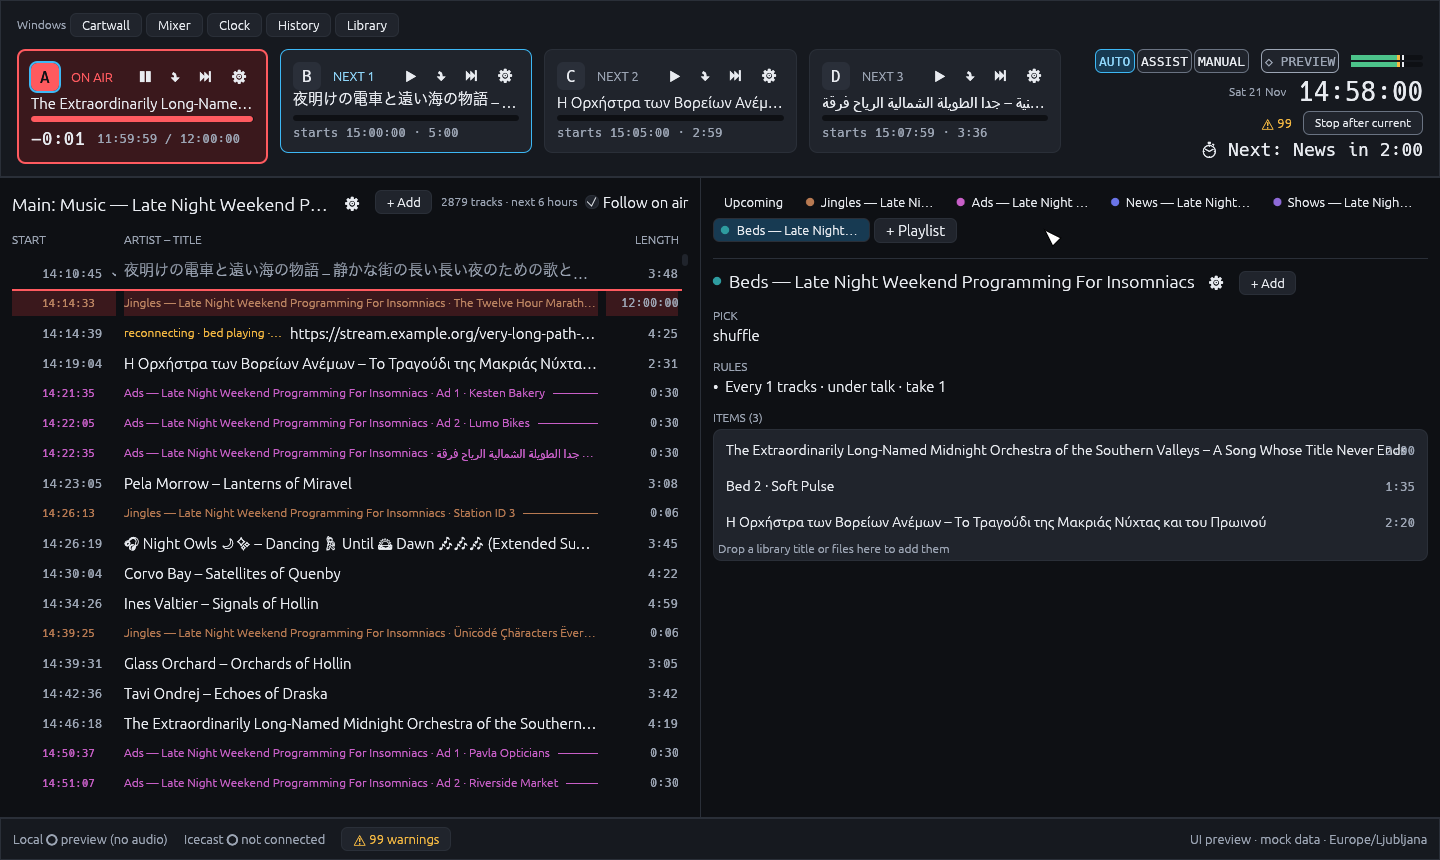 Windows Cartwall Mixer Clock History Library
A ON AIR
The Extraordinarily Long-Name…
−0:01 11:59:59 / 12:00:00
B NEXT 1
夜明けの電車と遠い海の物語 – …
starts 15:00:00 · 5:00
C NEXT 2
Η Ορχήστρα των Βορείων Ανέμ…
starts 15:05:00 · 2:59
D NEXT 3
فرقة الرياح الشمالية الطويلة جدا – …
starts 15:07:59 · 3:36
AUTO ASSIST MANUAL ◇ PREVIEW
Sat 21 Nov 14:58:00
⚠ 99 Stop after current
Next: News in 2:00
Main: Music — Late Night Weekend P… + Add 2879 tracks · next 6 hours ✓ Follow on air
START ARTIST – TITLE LENGTH
14:10:45 夜明けの電車と遠い海の物語 – 静かな街の長い長い夜のための歌と… 3:48
14:14:33 Jingles — Late Night Weekend Programming For Insomniacs · The Twelve Hour Marath… 12:00:00
14:14:39 reconnecting · bed playing ·… https://stream.example.org/very-long-path-… 4:25
14:19:04 Η Ορχήστρα των Βορείων Ανέμων – Το Τραγούδι της Μακριάς Νύχτα… 2:31
14:21:35 Ads — Late Night Weekend Programming For Insomniacs · Ad 1 · Kesten Bakery 0:30
14:22:05 Ads — Late Night Weekend Programming For Insomniacs · Ad 2 · Lumo Bikes 0:30
14:22:35 Ads — Late Night Weekend Programming For Insomniacs · فرقة الرياح الشمالية الطويلة جدا … 0:30
14:23:05 Pela Morrow – Lanterns of Miravel 3:08
14:26:13 Jingles — Late Night Weekend Programming For Insomniacs · Station ID 3 0:06
14:26:19 🎧 Night Owls 🌙✨ – Dancing 💃 Until 🌅 Dawn 🎶🎶🎶 (Extended Su… 3:45
14:30:04 Corvo Bay – Satellites of Quenby 4:22
14:34:26 Ines Valtier – Signals of Hollin 4:59
14:39:25 Jingles — Late Night Weekend Programming For Insomniacs · Ünïcödé Çhäracters Ëver… 0:06
14:39:31 Glass Orchard – Orchards of Hollin 3:05
14:42:36 Tavi Ondrej – Echoes of Draska 3:42
14:46:18 The Extraordinarily Long-Named Midnight Orchestra of the Southern… 4:19
14:50:37 Ads — Late Night Weekend Programming For Insomniacs · Ad 1 · Pavla Opticians 0:30
14:51:07 Ads — Late Night Weekend Programming For Insomniacs · Ad 2 · Riverside Market 0:30
Upcoming Jingles — Late Ni… Ads — Late Night … News — Late Night… Shows — Late Nigh…
Beds — Late Night… + Playlist
Beds — Late Night Weekend Programming For Insomniacs + Add
PICK
shuffle
RULES
• Every 1 tracks · under talk · take 1
ITEMS (3)
The Extraordinarily Long-Named Midnight Orchestra of the Southern Valleys – A Song Whose Title Never Ends
Bed 2 · Soft Pulse 1:35
Η Ορχήστρα των Βορείων Ανέμων – Το Τραγούδι της Μακριάς Νύχτας και του Πρωινού 2:20
Drop a library title or files here to add them
Local preview (no audio) Icecast not connected ⚠ 99 warnings UI preview · mock data · Europe/Ljubljana